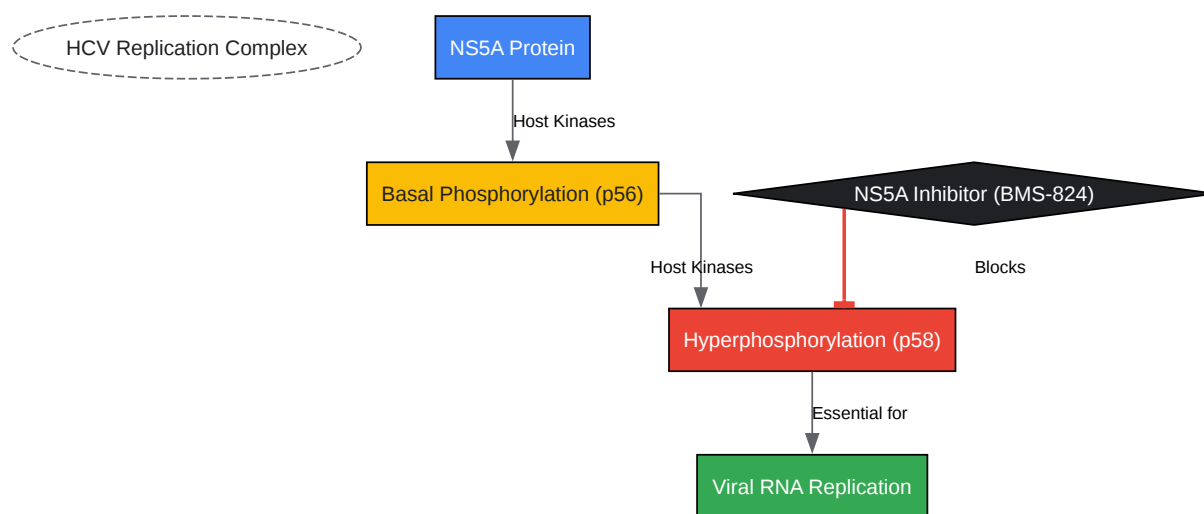 HCV Replication Complex
NS5A Protein
Host Kinases
Basal Phosphorylation (p56)
NS5A Inhibitor (BMS-824)
Host Kinases
Blocks
Hyperphosphorylation (p58)
Essential for
Viral RNA Replication